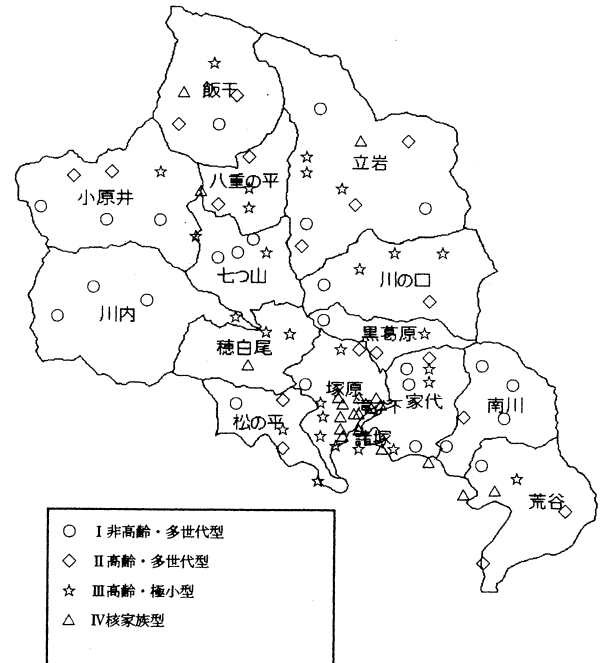 飯干
立岩
八重の平
小原井
七つ山
川の口
川内
黒葛原
穂白尾
塚原
家代
南川
松の平
諸塚
荒谷
Ⅰ非高齢・多世代型
Ⅱ高齢・多世代型
Ⅲ高齢・極小型
Ⅳ核家族型